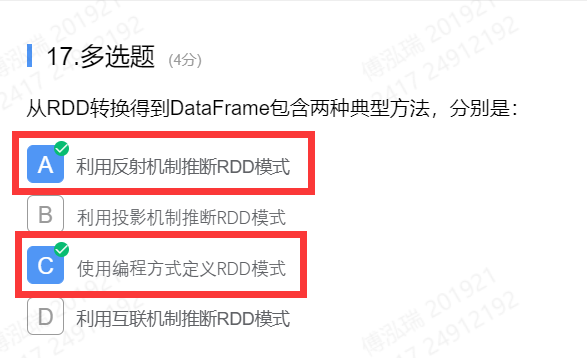 17.多选题 (4分)
从RDD转换得到DataFrame包含两种典型方法，分别是：
A 利用反射机制推断RDD模式
B 利用投影机制推断RDD模式
C 使用编程方式定义RDD模式
D 利用互联机制推断RDD模式
傅泓瑞 201921
2417 24912192
傅泓瑞 201921
2417 24912192